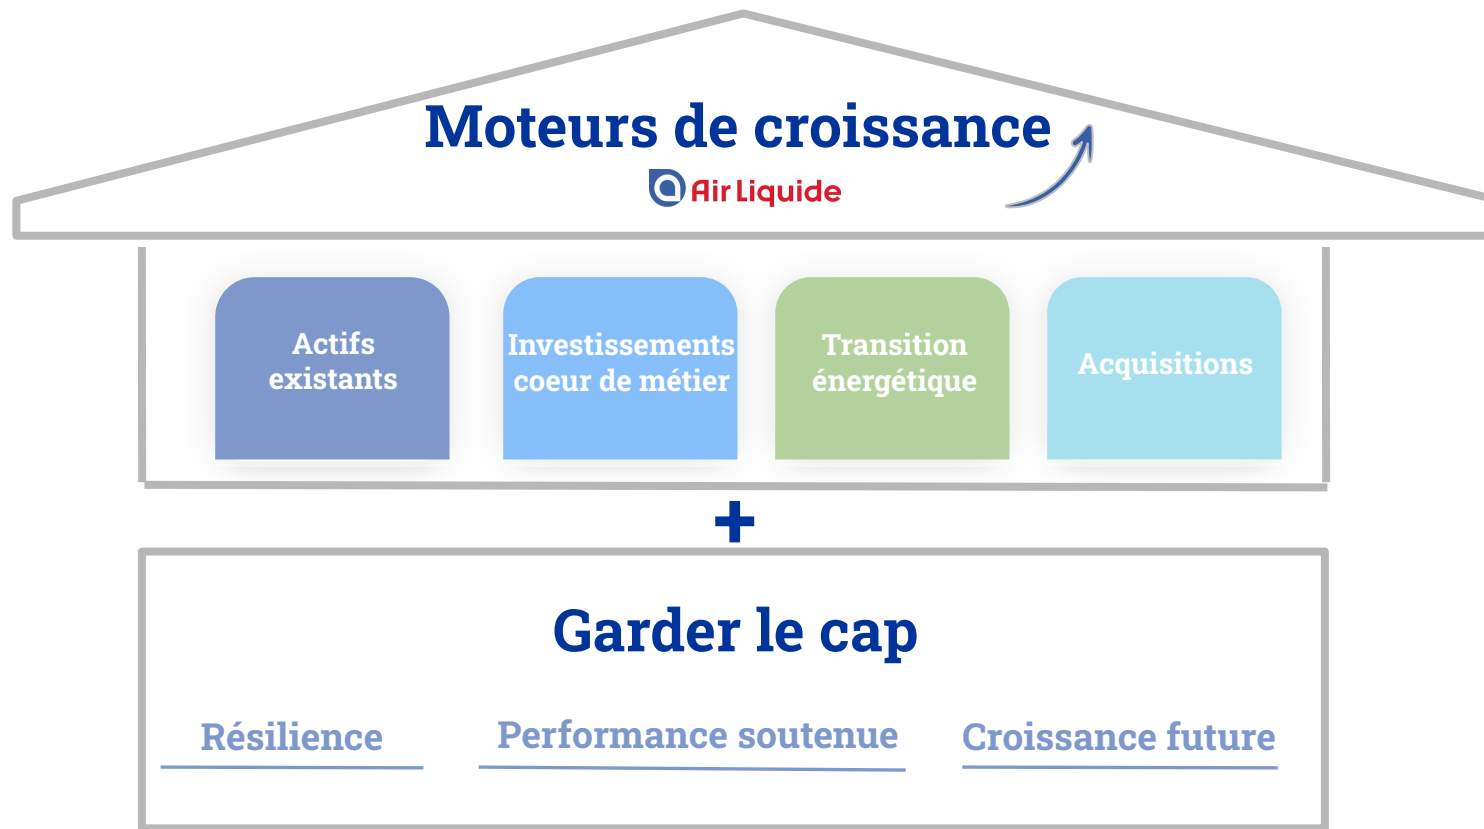 Moteurs de croissance
Air Liquide
Actifs
existants
Investissements
coeur de métier
Transition
énergétique
Acquisitions
+
Garder le cap
Résilience
Performance soutenue
Croissance future